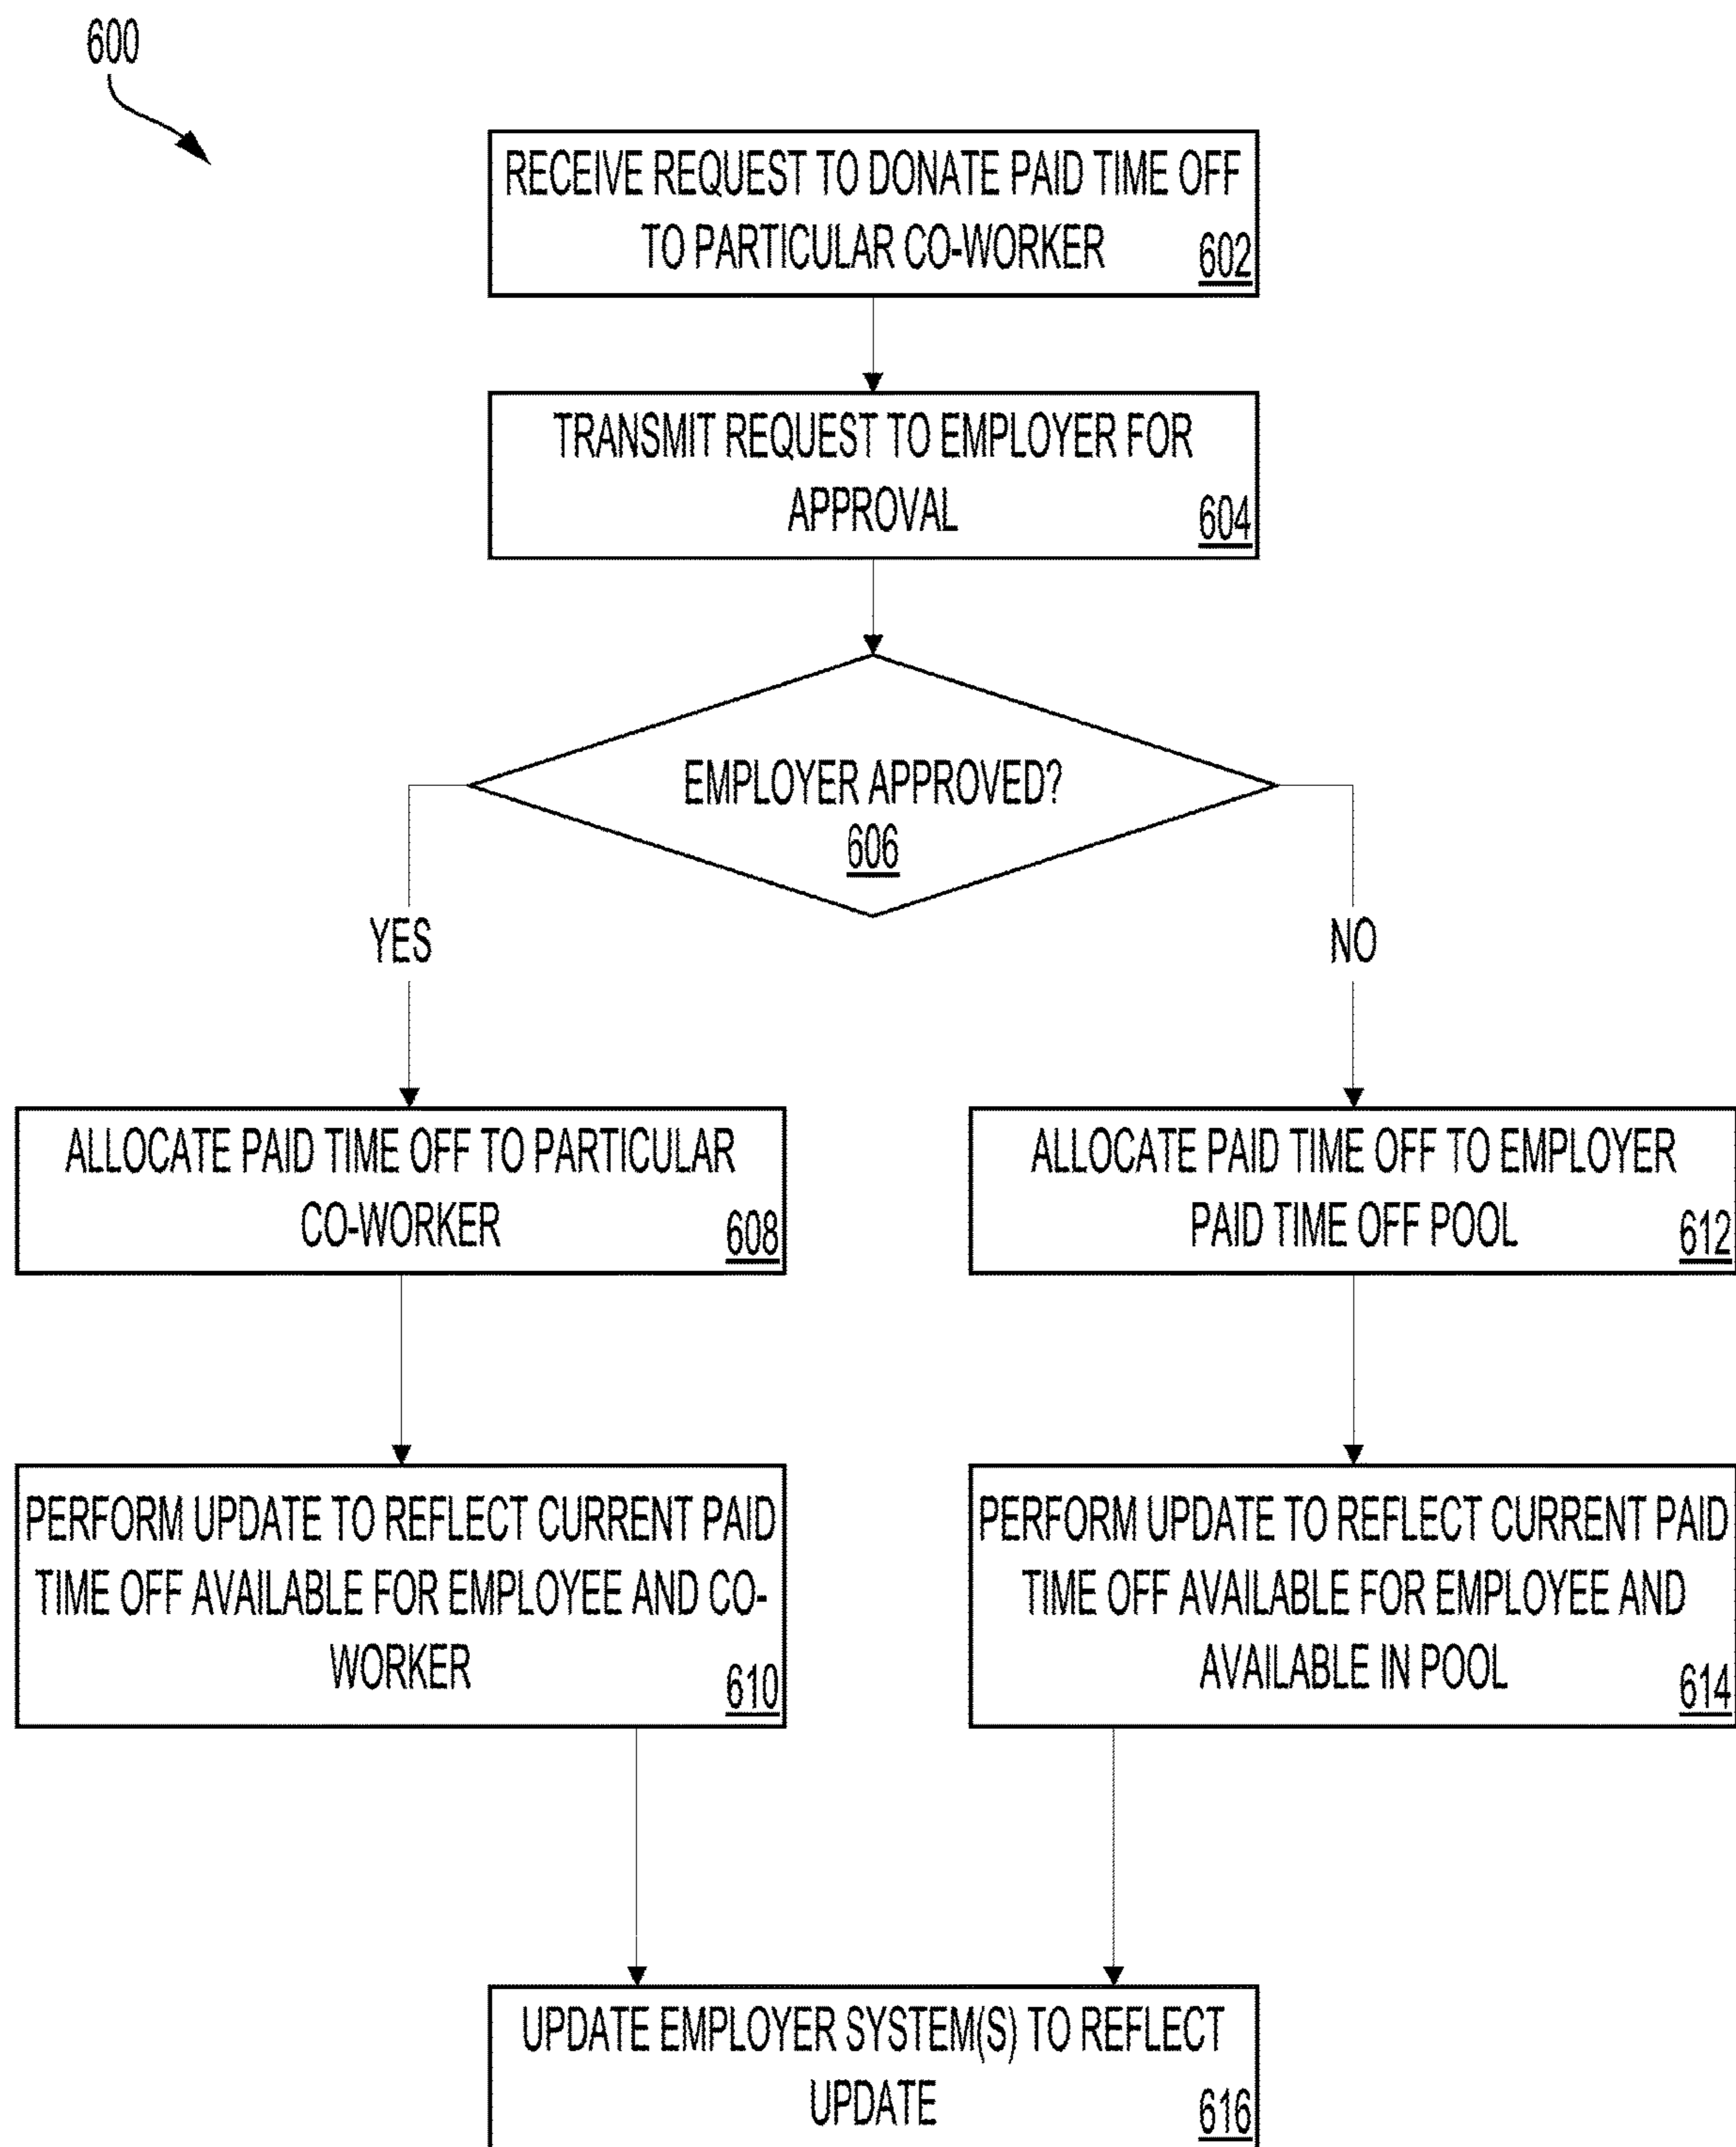 600
RECEIVE REQUEST TO DONATE PAID TIME OFF
TO PARTICULAR CO-WORKER
602
TRANSMIT REQUEST TO EMPLOYER FOR
APPROVAL
604
EMPLOYER APPROVED?
606
YES
NO
ALLOCATE PAID TIME OFF TO PARTICULAR
CO-WORKER
608
ALLOCATE PAID TIME OFF TO EMPLOYER
PAID TIME OFF POOL
612
PERFORM UPDATE TO REFLECT CURRENT PAID
TIME OFF AVAILABLE FOR EMPLOYEE AND CO-
WORKER
610
PERFORM UPDATE TO REFLECT CURRENT PAID
TIME OFF AVAILABLE FOR EMPLOYEE AND
AVAILABLE IN POOL
614
UPDATE EMPLOYER SYSTEM(S) TO REFLECT
UPDATE
616